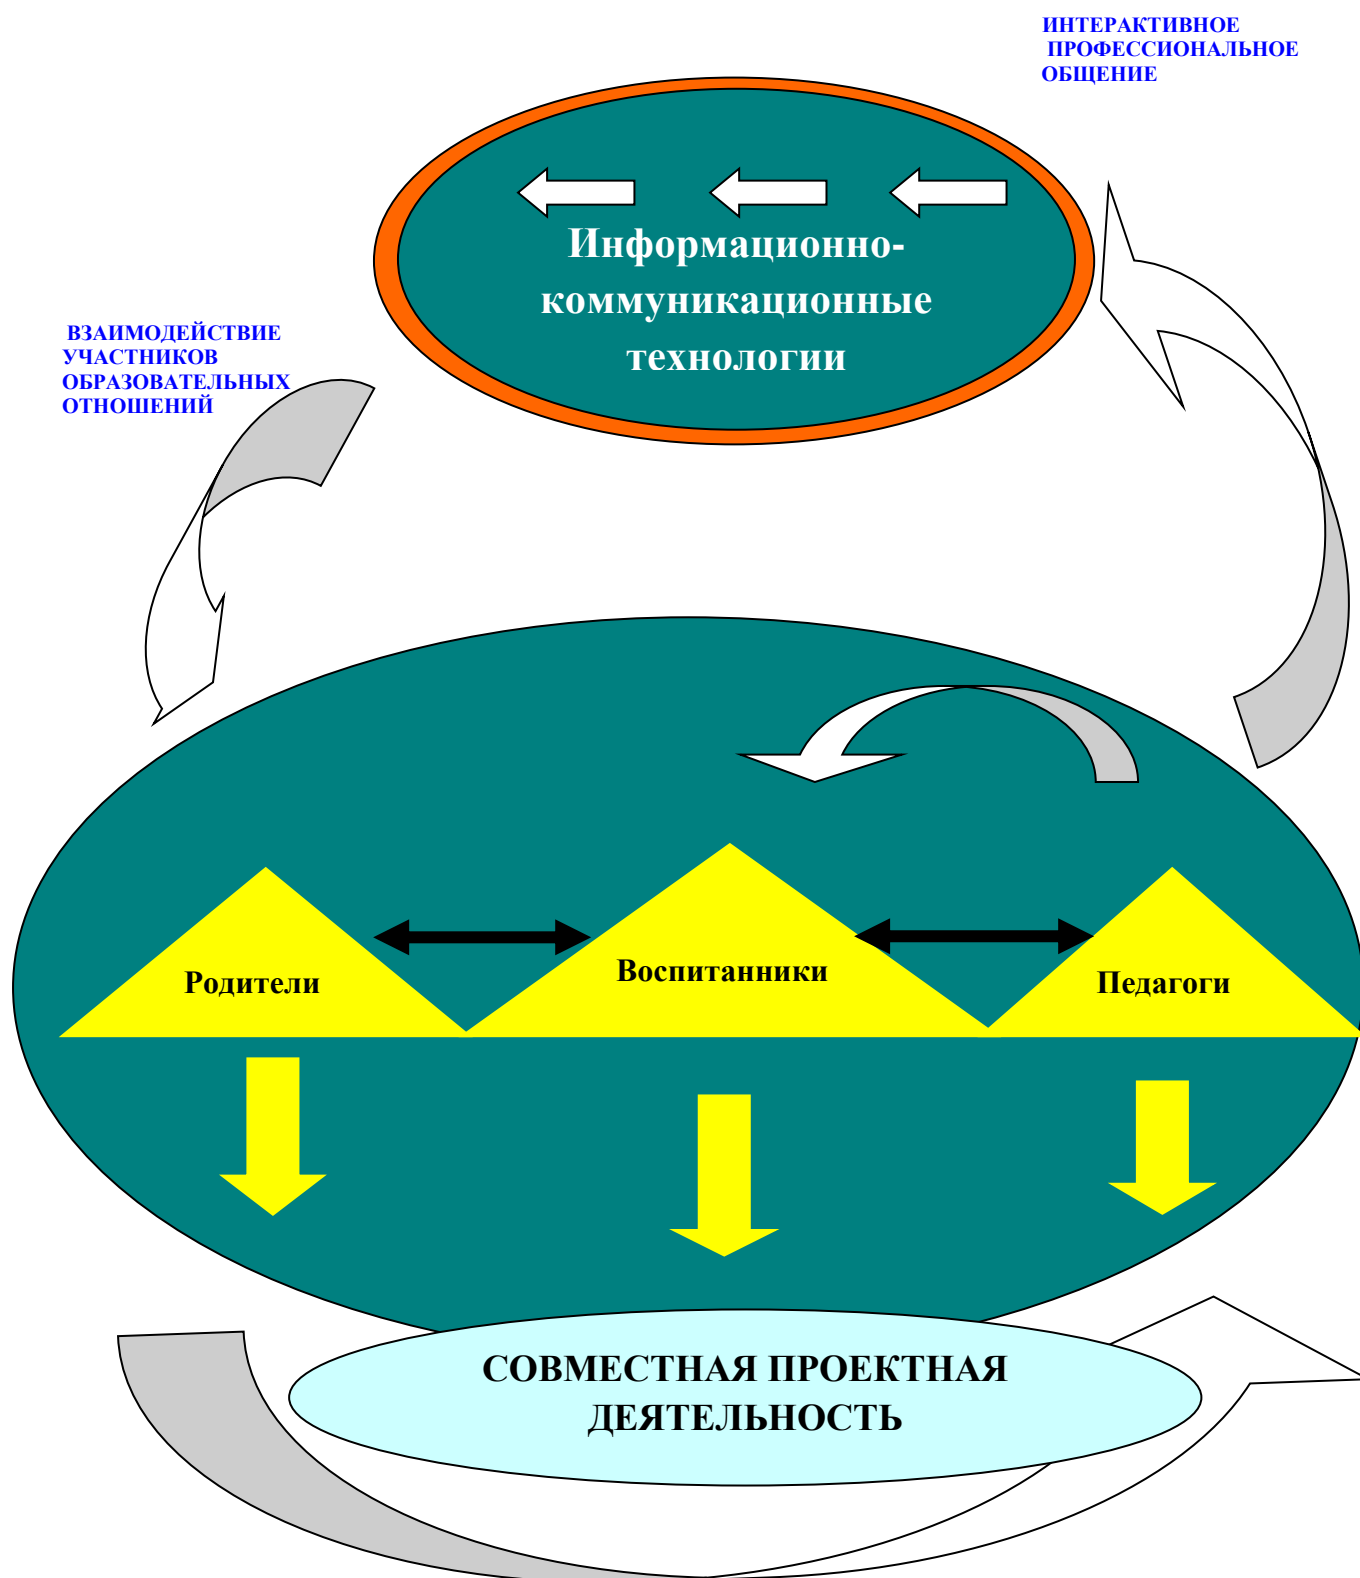 ИНТЕРАКТИВНОЕ
ПРОФЕССИОНАЛЬНОЕ
ОБЩЕНИЕ
Информационно-
коммуникационные
технологии
ВЗАИМОДЕЙСТВИЕ
УЧАСТНИКОВ
ОБРАЗОВАТЕЛЬНЫХ
ОТНОШЕНИЙ
Родители
Воспитанники
Педагоги
СОВМЕСТНАЯ ПРОЕКТНАЯ
ДЕЯТЕЛЬНОСТЬ